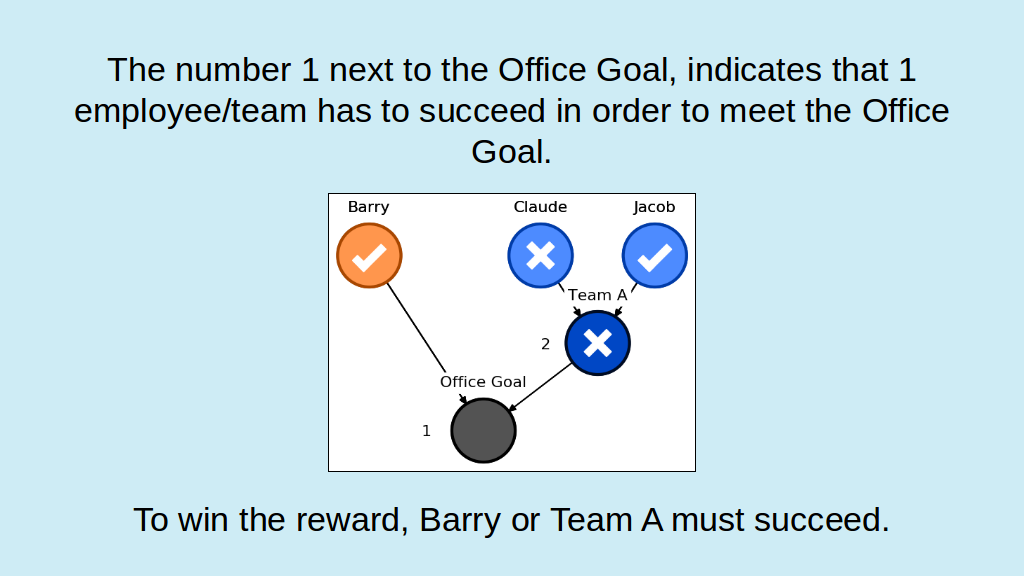 The number 1 next to the Office Goal, indicates that 1
employee/team has to succeed in order to meet the Office
Goal.
Barry
Claude
Jacob
Team A
2
Office Goal
1
To win the reward, Barry or Team A must succeed.